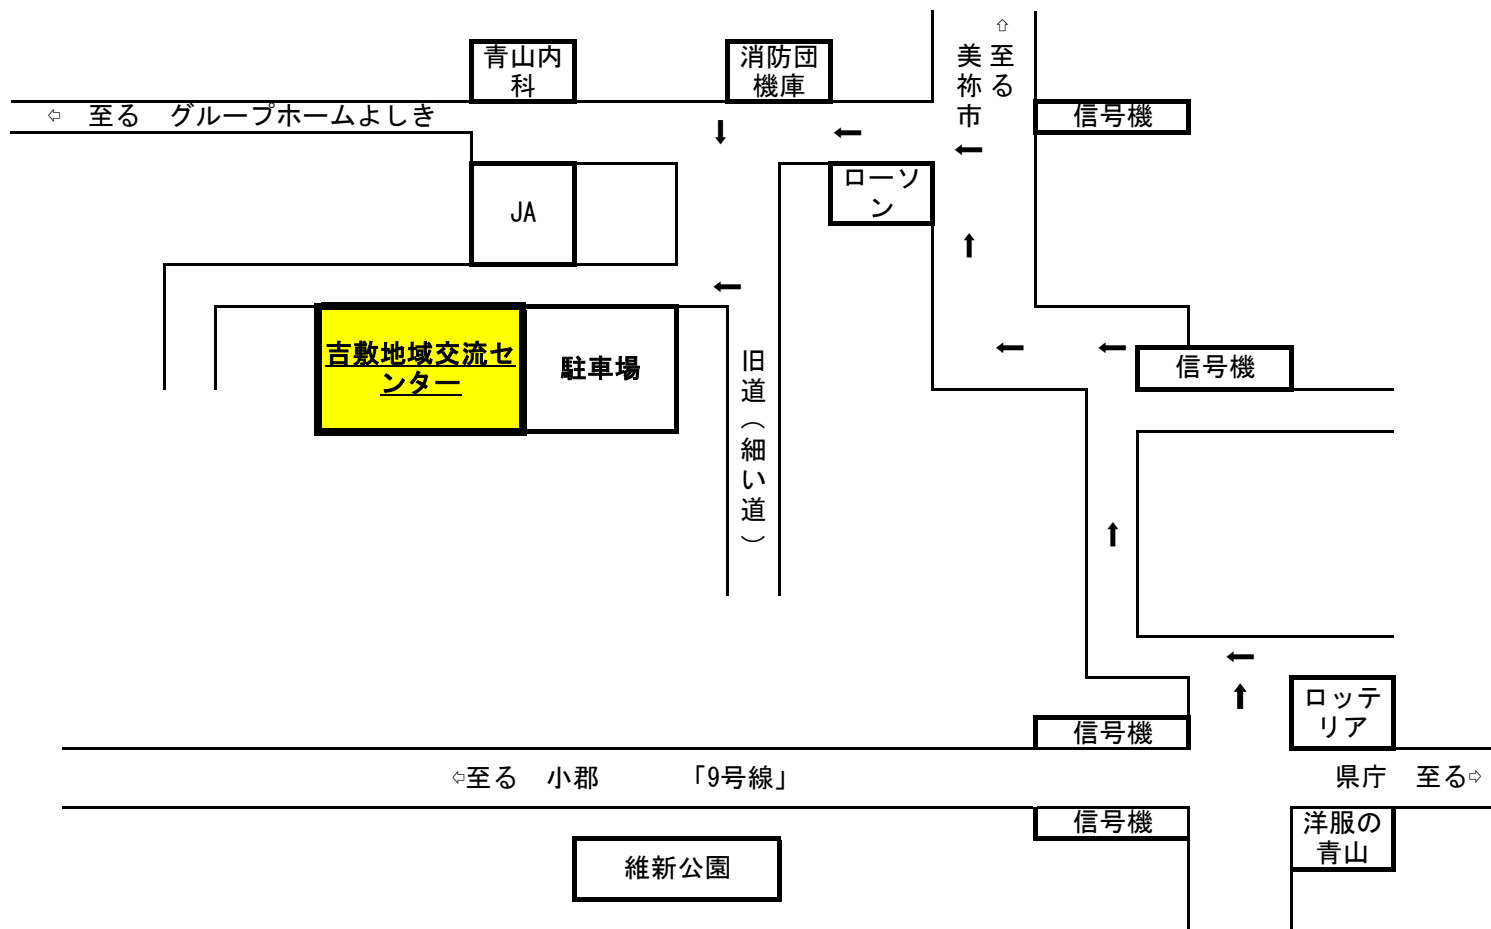 ⇧
至る
美祢市
青山内
科
消防団
機庫
⇦ 至る グループホームよしき
信号機
ローソ
ン
JA
吉敷地域交流セ
ンター
駐車場
旧道（細い道）
信号機
ロッテ
リア
信号機
⇦至る 小郡 「9号線」
県庁 至る⇨
信号機
洋服の
青山
維新公園